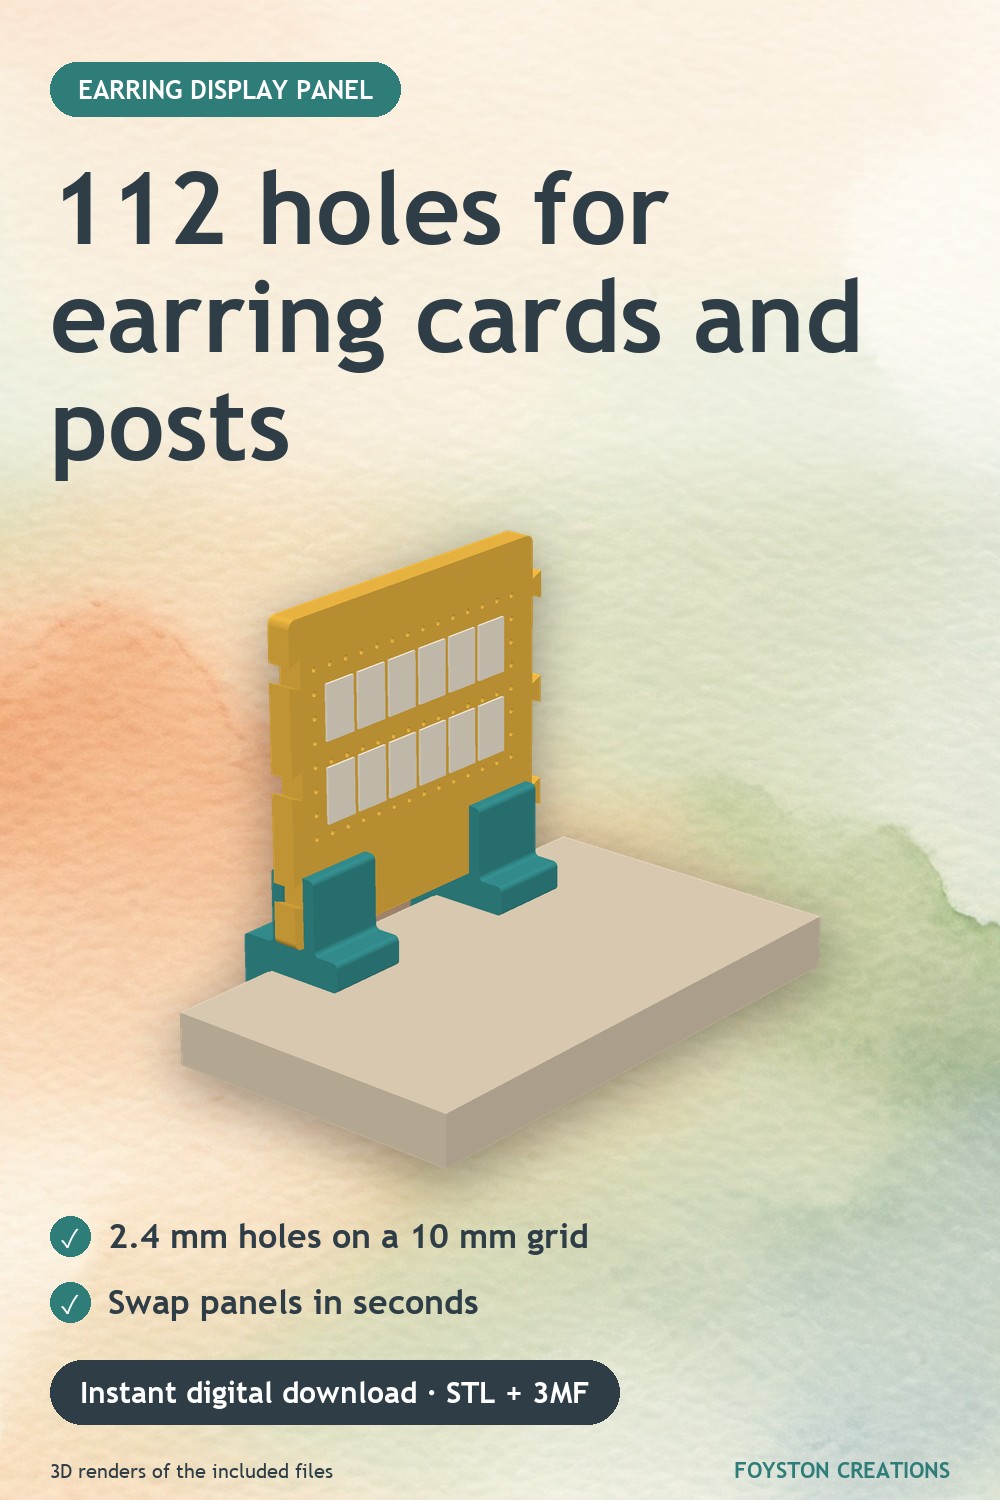 EARRING DISPLAY PANEL
112 holes for
earring cards and
posts
✓ 2.4 mm holes on a 10 mm grid
✓ Swap panels in seconds
Instant digital download · STL + 3MF
3D renders of the included files
FOYSTON CREATIONS